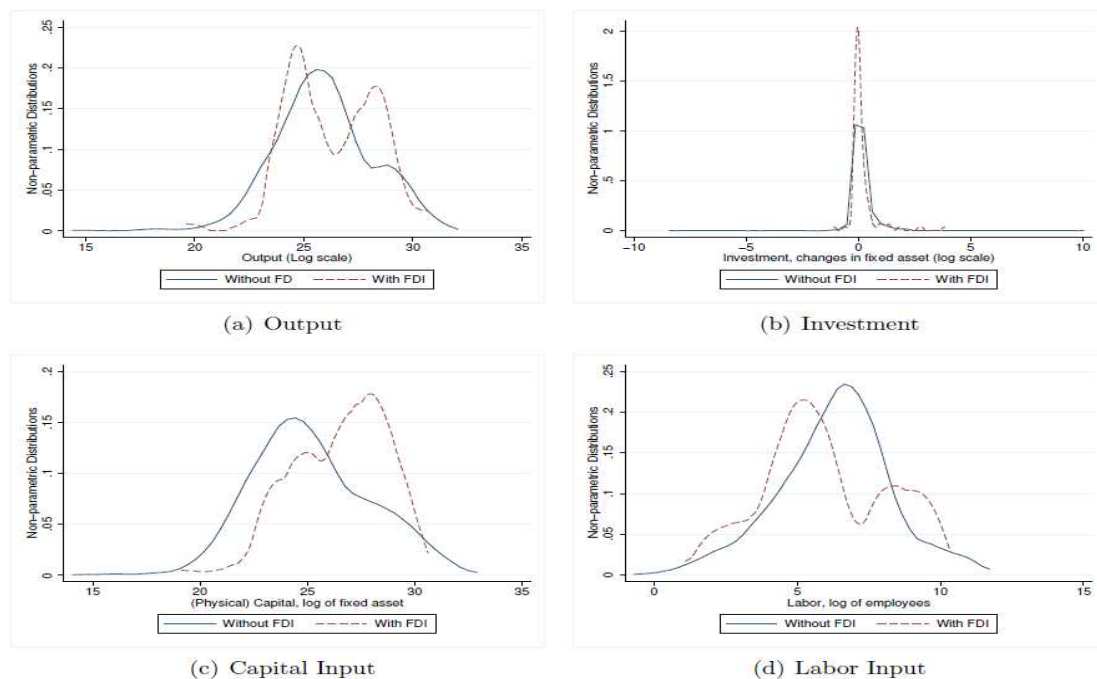 Non-parametric Distributions
.25
.2
.15
.1
.05
0
15 20 25 30 35
Output (Log scale)
Without FD With FDI
(a) Output
Non-parametric Distributions
2
1.5
1
.5
0
-10 -5 0 5 10
Investment, changes in fixed asset (log scale)
Without FDI With FDI
(b) Investment
Non-parametric Distributions
.2
.15
.1
.05
0
15 20 25 30 35
(Physical) Capital, log of fixed asset
Without FDI With FDI
(c) Capital Input
Non-parametric Distributions
.25
.2
.15
.1
.05
0
0 5 10 15
Labor, log of employees
Without FDI With FDI
(d) Labor Input